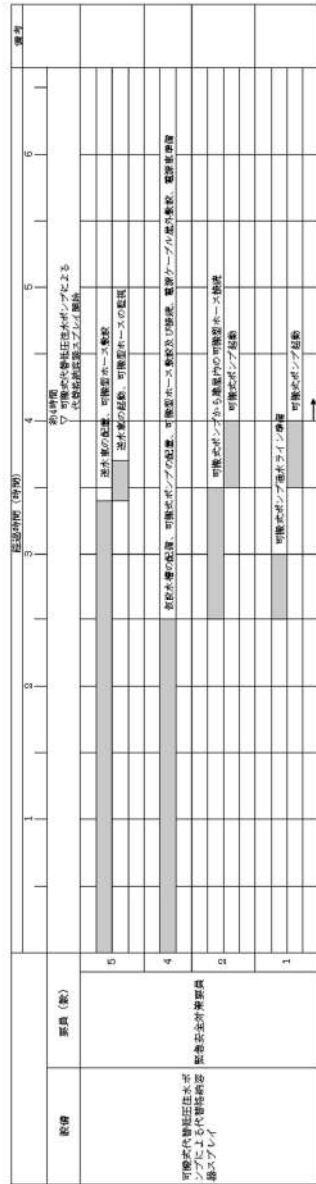 経過時間(時間)
備考
設備
要員(数)
1
2
3
4
5
6
約4時間
▽ 可搬式代替低圧注水ポンプによる
代替格納容器スプレイ開始
可搬式代替低圧注水ポ
ンプによる代替格納容
器スプレイ
緊急安全対策要員
5
送水車の配置、可搬型ホース敷設
送水車の起動、可搬型ホースの監視
4
仮設水槽の配備、可搬式ポンプの配置、可搬型ホース敷設及び接続、電源ケーブル屋外敷設、電源車準備
2
可搬式ポンプから建屋内の可搬型ホース接続
可搬式ポンプ起動
1
可搬式ポンプ通水ライン準備
可搬式ポンプ起動